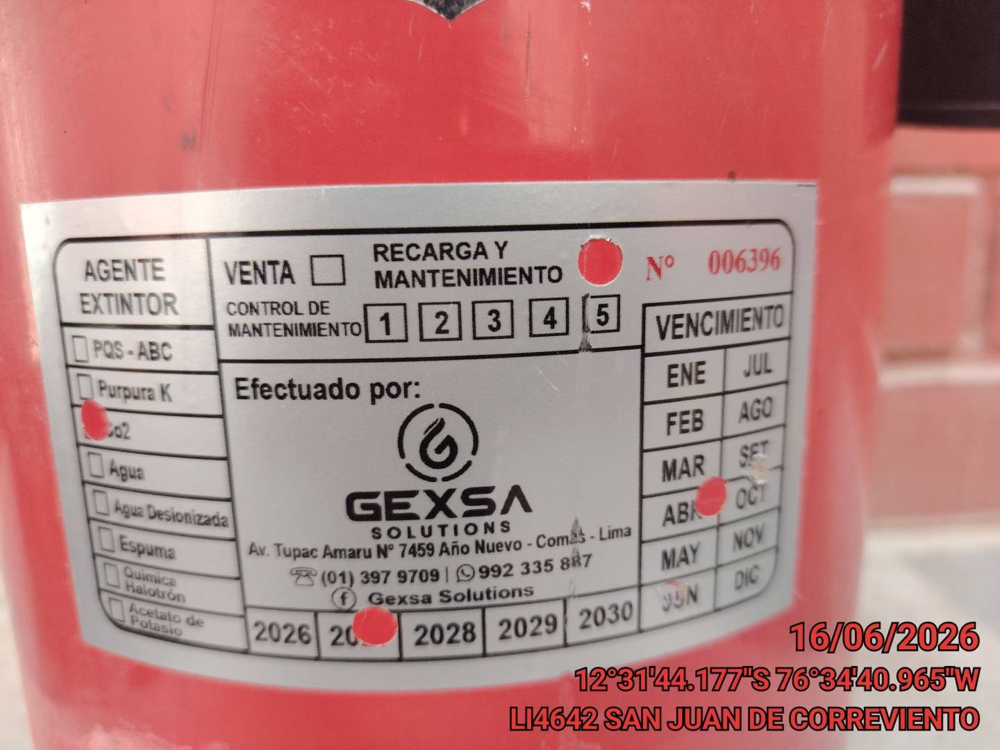 AGENTE
EXTINTOR
PQS - ABC
Purpura K
Co2
Agua
Agua Desionizada
Espuma
Quimica
Halotrón
Acetato de
Potasio
VENTA
RECARGA Y
MANTENIMIENTO
Nº 006396
CONTROL DE
MANTENIMIENTO 1 2 3 4 5
Efectuado por:
GEXSA
SOLUTIONS
Av. Tupac Amaru Nº 7459 Año Nuevo - Comas - Lima
(01) 397 9709 | 992 335 887
Gexsa Solutions
2026 2028 2029 2030
VENCIMIENTO
ENE JUL
FEB AGO
MAR SET
ABR OCT
MAY NOV
JUN DIC
16/06/2026
12°31'44.177"S 76°34'40.965"W
LI4642 SAN JUAN DE CORREVIENTO